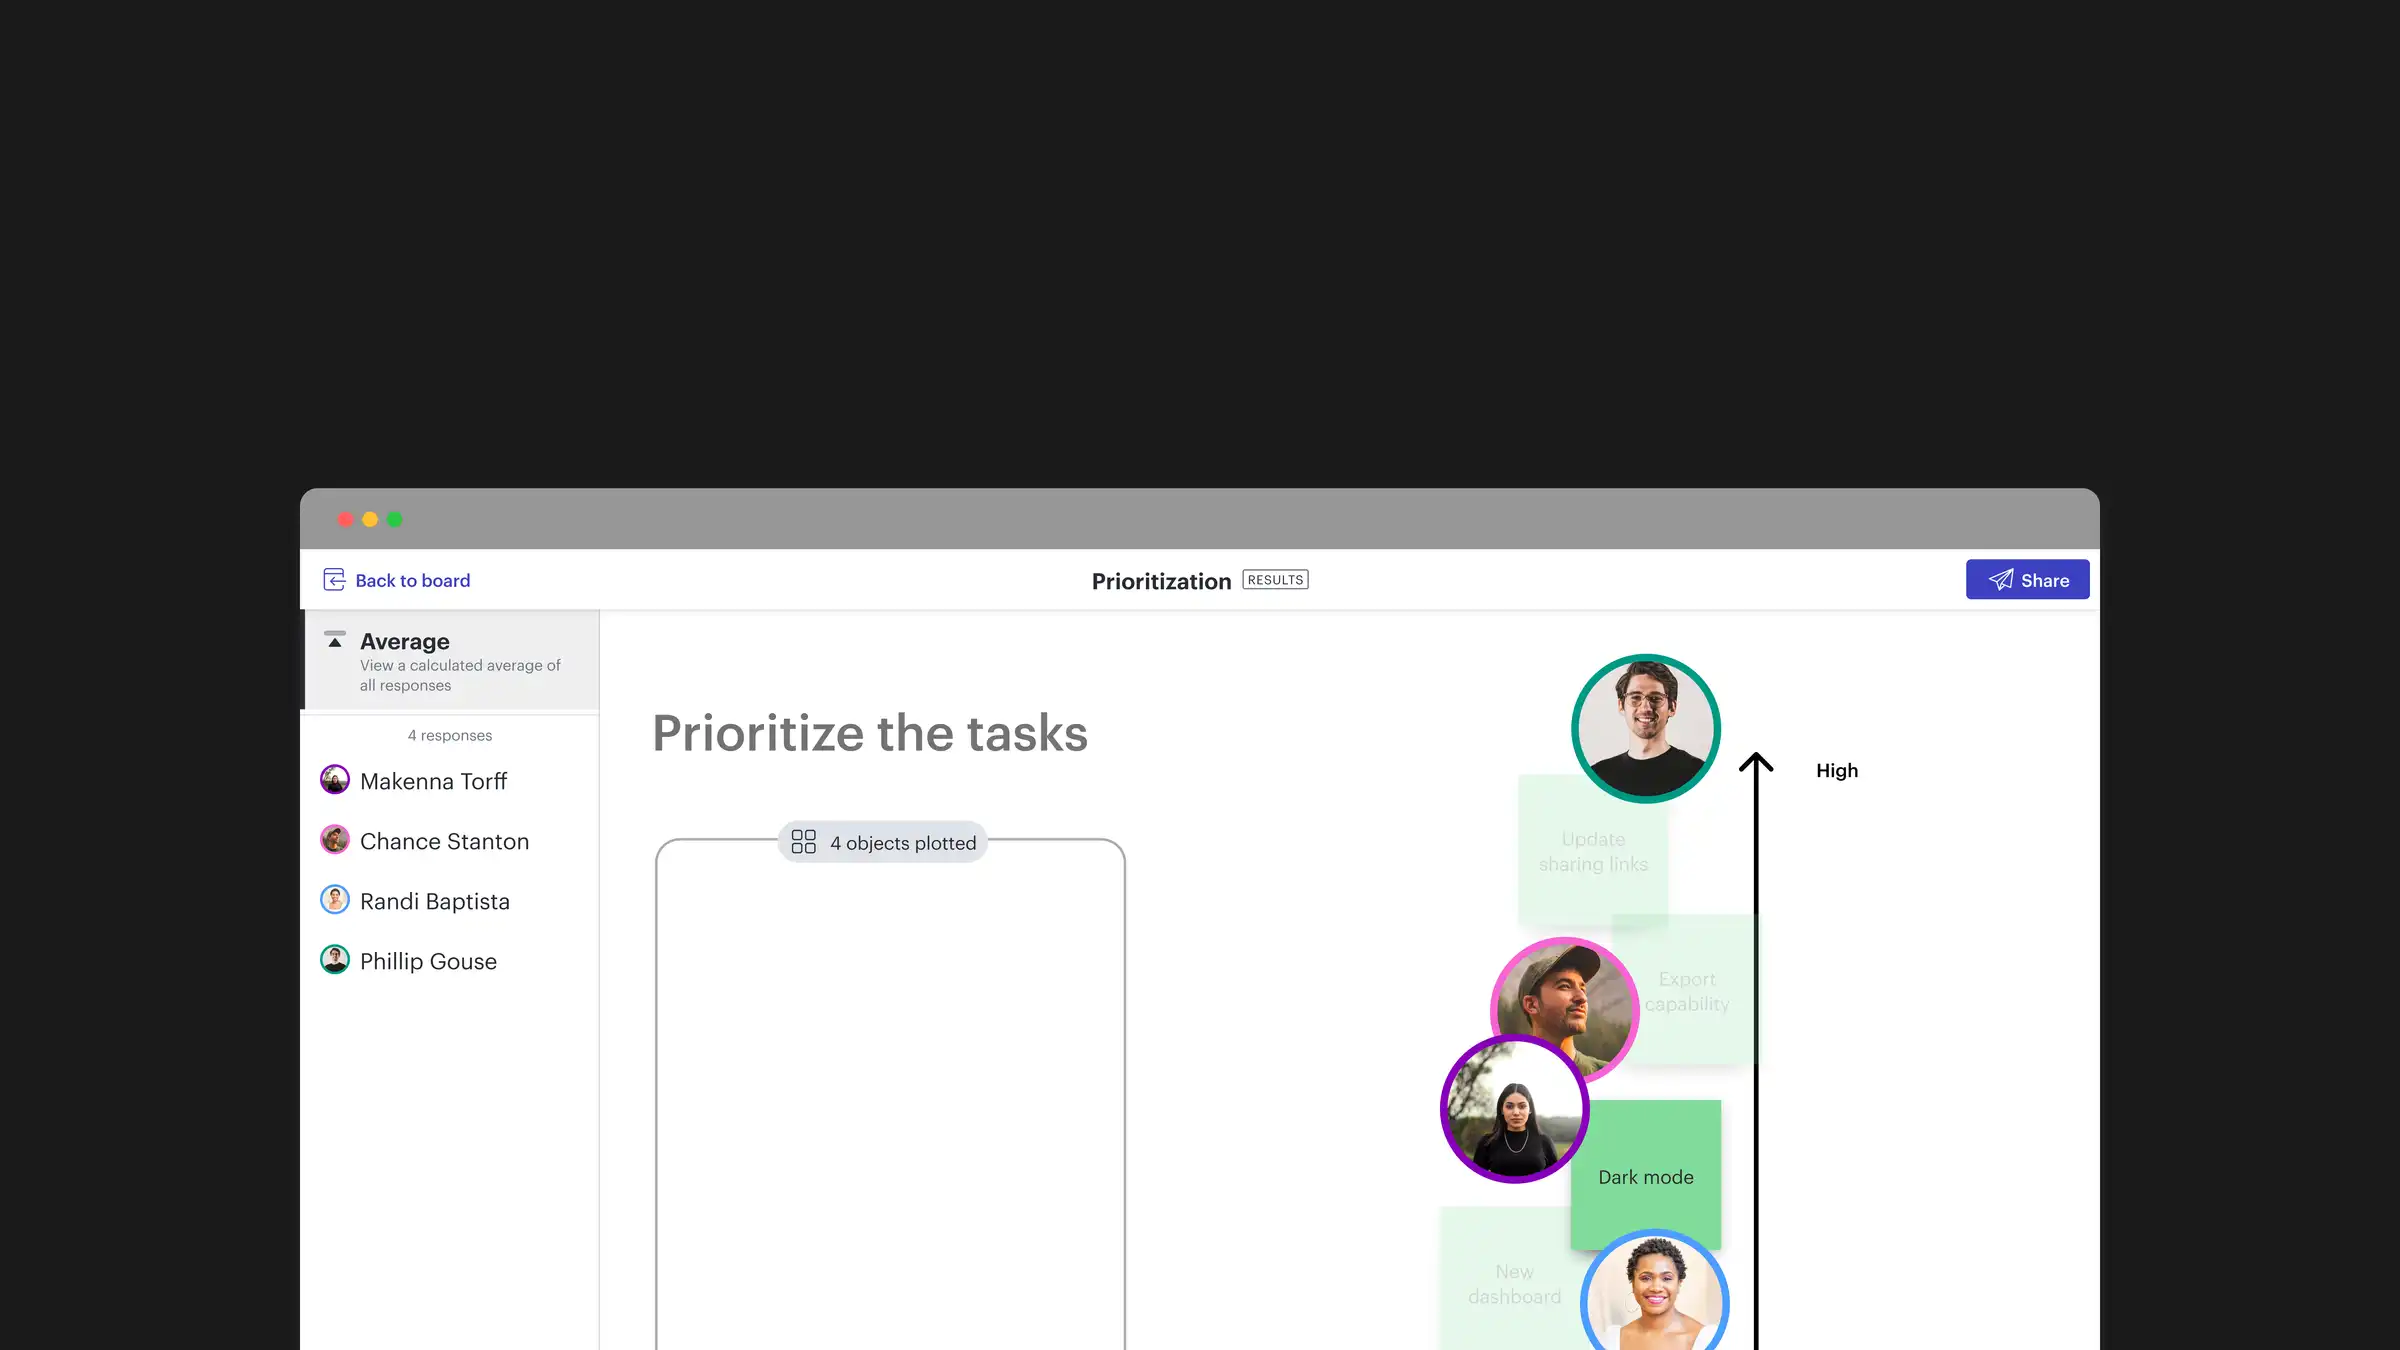 Back to board
Prioritization RESULTS
Share
Average
View a calculated average of
all responses
4 responses
Makenna Torff
Chance Stanton
Randi Baptista
Phillip Gouse
Prioritize the tasks
4 objects plotted
High
Update
sharing links
Export
capability
Dark mode
New
dashboard